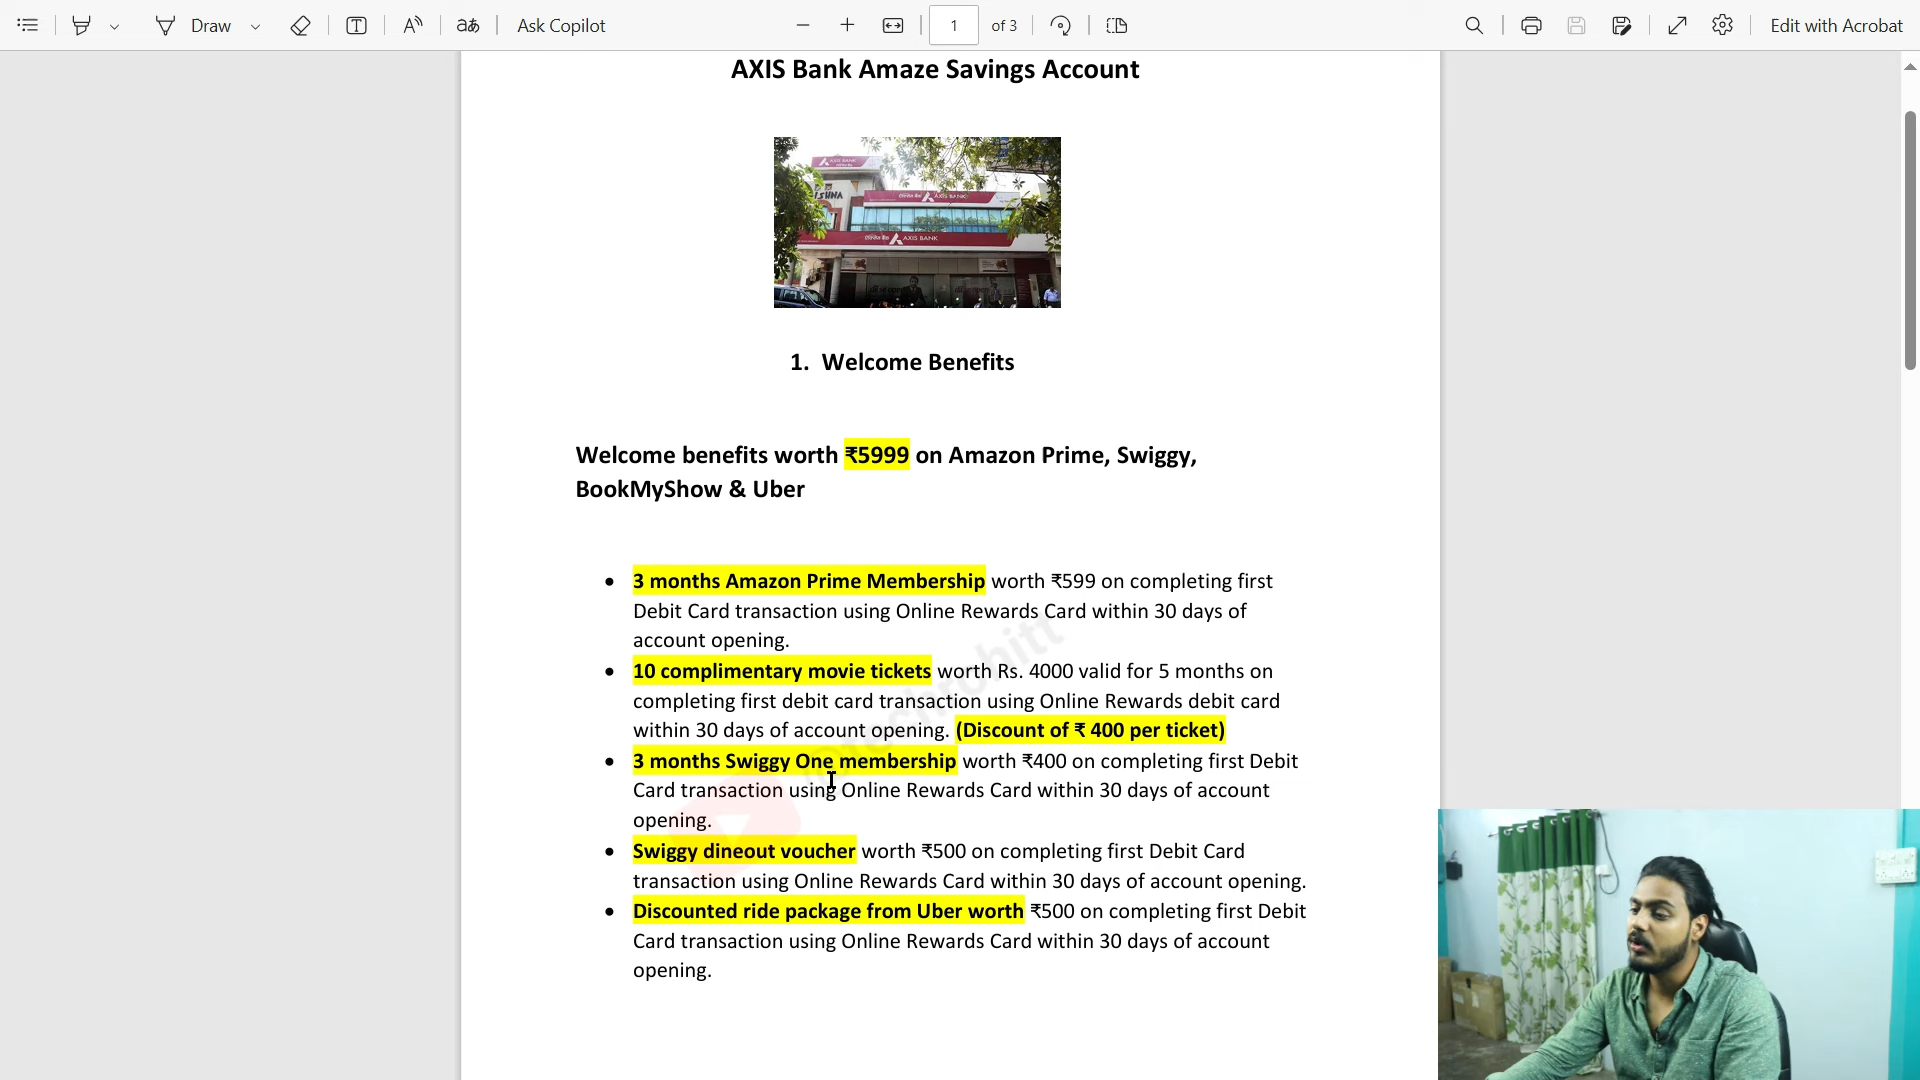 Draw
Ask Copilot
1 of 3
Edit with Acrobat
AXIS Bank Amaze Savings Account
AXIS BANK
AXIS BANK
AXIS BANK
1. Welcome Benefits
Welcome benefits worth ₹5999 on Amazon Prime, Swiggy,
BookMyShow & Uber
• 3 months Amazon Prime Membership worth ₹599 on completing first
Debit Card transaction using Online Rewards Card within 30 days of
account opening.
• 10 complimentary movie tickets worth Rs. 4000 valid for 5 months on
completing first debit card transaction using Online Rewards debit card
within 30 days of account opening. (Discount of ₹ 400 per ticket)
• 3 months Swiggy One membership worth ₹400 on completing first Debit
Card transaction using Online Rewards Card within 30 days of account
opening.
• Swiggy dineout voucher worth ₹500 on completing first Debit Card
transaction using Online Rewards Card within 30 days of account opening.
• Discounted ride package from Uber worth ₹500 on completing first Debit
Card transaction using Online Rewards Card within 30 days of account
opening.
@techrohitt